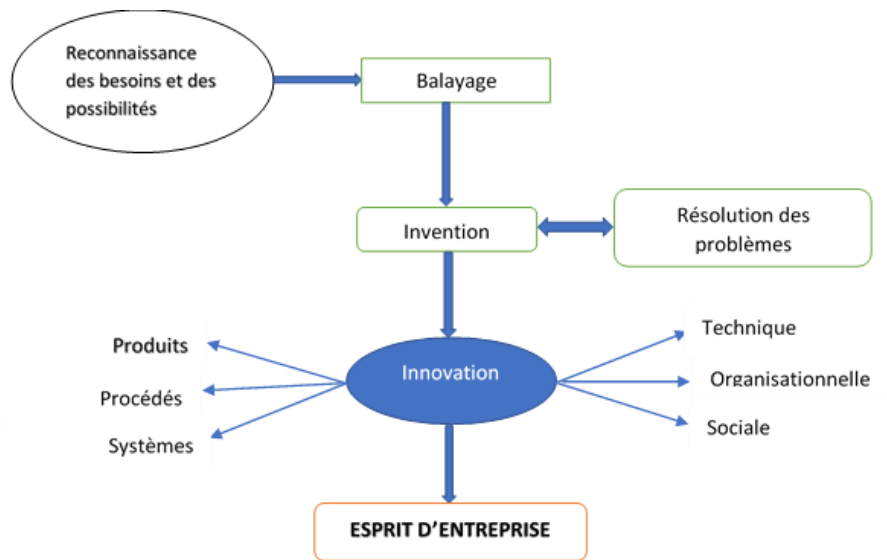 Reconnaissance
des besoins et des
possibilités
Balayage
Invention
Résolution des
problèmes
Innovation
Produits
Procédés
Systèmes
Technique
Organisationnelle
Sociale
ESPRIT D’ENTREPRISE